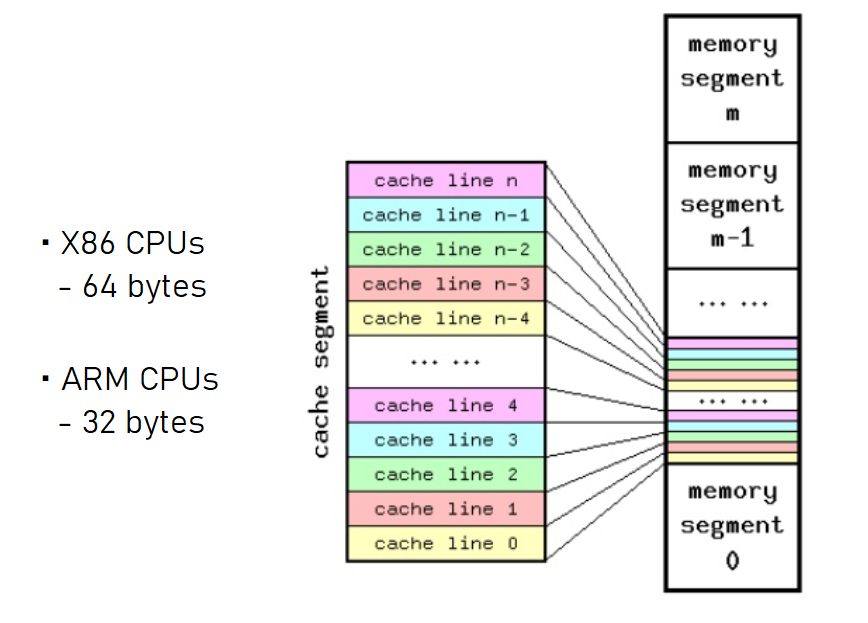 ▪ X86 CPUs
- 64 bytes
▪ ARM CPUs
- 32 bytes
cache segment
cache line n
cache line n-1
cache line n-2
cache line n-3
cache line n-4
... ...
cache line 4
cache line 3
cache line 2
cache line 1
cache line 0
memory
segment
m
memory
segment
m-1
... ...
... ...
memory
segment
0